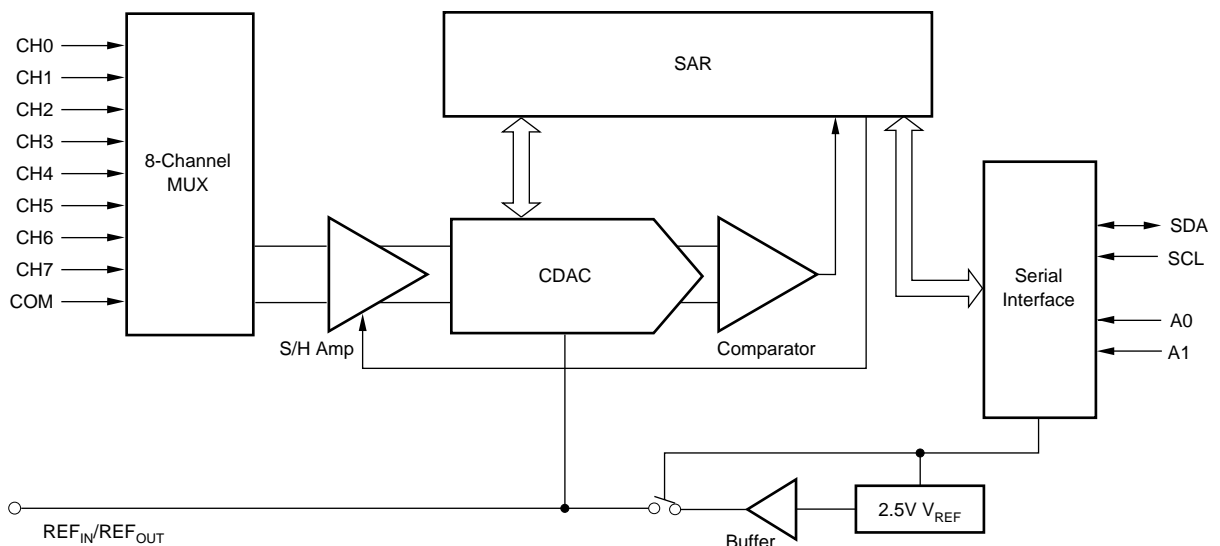 SAR
CH0
CH1
CH2
CH3
CH4
CH5
CH6
CH7
COM
8-Channel
MUX
S/H Amp
CDAC
Comparator
Serial
Interface
SDA
SCL
A0
A1
REFIN/REFOUT
Buffer
2.5V VREF